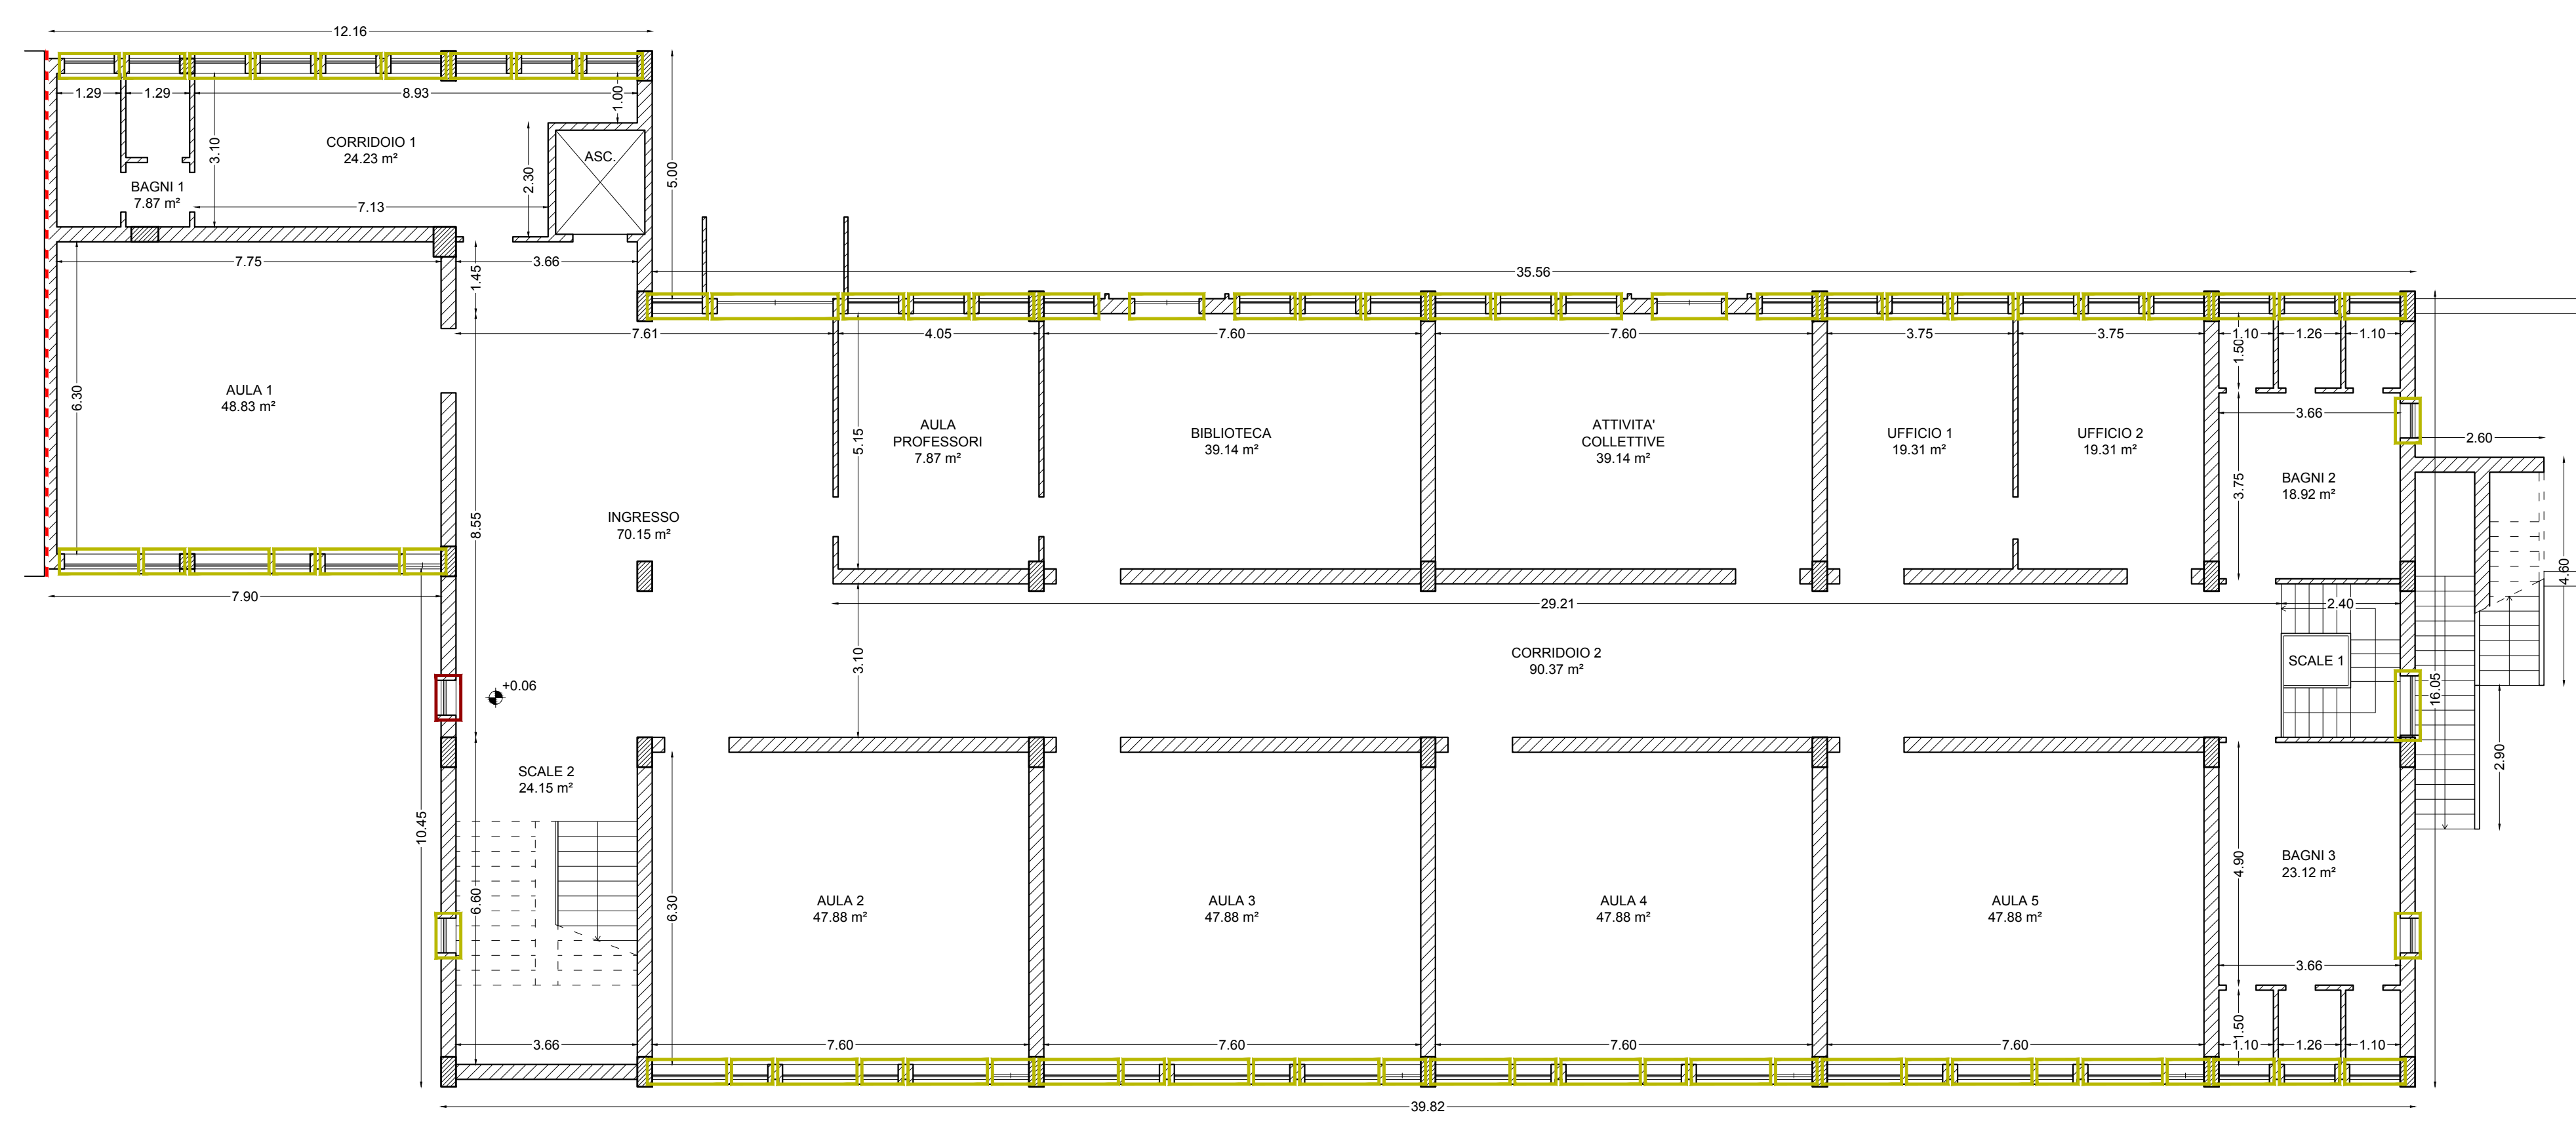 12.16
1.29
1.29
8.93
1.00
CORRIDOIO 1
24.23 m²
3.10
ASC.
2.30
5.00
BAGNI 1
7.87 m²
7.13
7.75
3.66
1.45
35.56
7.61
4.05
7.60
7.60
3.75
3.75
1.10
1.26
1.10
1.50
6.30
AULA 1
48.83 m²
AULA
PROFESSORI
7.87 m²
5.15
BIBLIOTECA
39.14 m²
ATTIVITA'
COLLETTIVE
39.14 m²
UFFICIO 1
19.31 m²
UFFICIO 2
19.31 m²
3.66
2.60
BAGNI 2
18.92 m²
3.75
8.55
INGRESSO
70.15 m²
4.60
7.90
29.21
2.40
3.10
CORRIDOIO 2
90.37 m²
SCALE 1
+0.06
16.05
2.90
SCALE 2
24.15 m²
10.45
6.60
6.30
AULA 2
47.88 m²
AULA 3
47.88 m²
AULA 4
47.88 m²
AULA 5
47.88 m²
4.90
BAGNI 3
23.12 m²
3.66
1.50
3.66
7.60
7.60
7.60
7.60
1.10
1.26
1.10
39.82